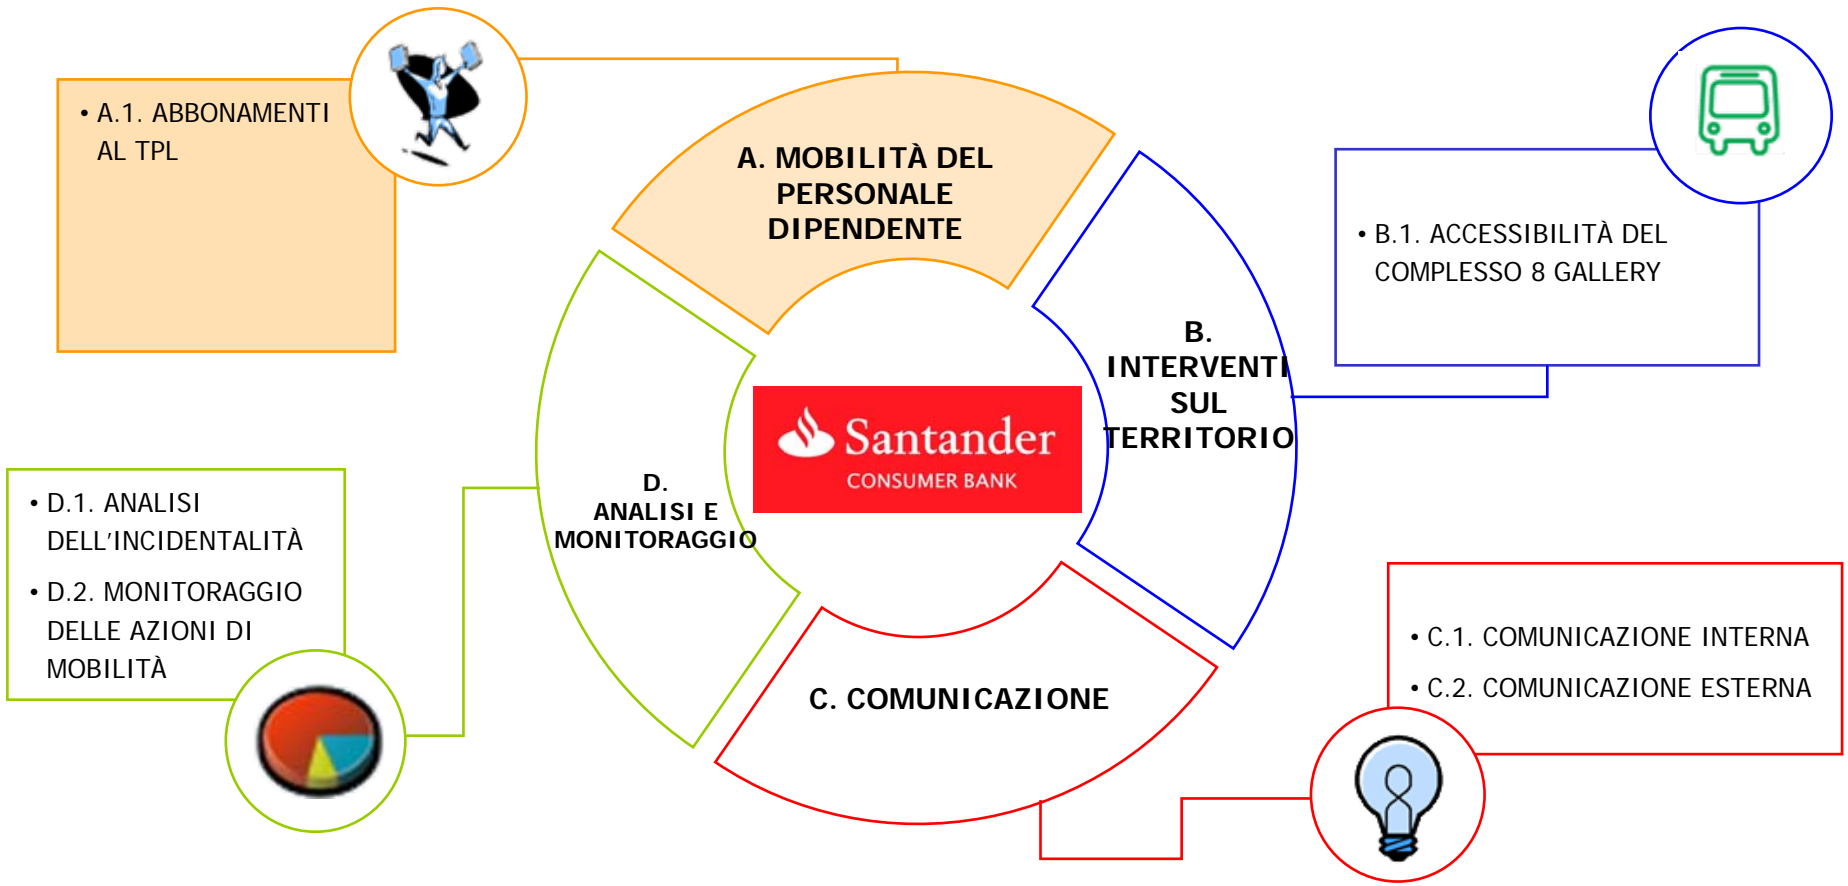 • A.1. ABBONAMENTI
AL TPL
A. MOBILITÀ DEL
PERSONALE
DIPENDENTE
• B.1. ACCESSIBILITÀ DEL
COMPLESSO 8 GALLERY
B.
INTERVENTI
SUL
TERRITORIO
Santander
CONSUMER BANK
D.
ANALISI E
MONITORAGGIO
• D.1. ANALISI
DELL'INCIDENTALITÀ
• D.2. MONITORAGGIO
DELLE AZIONI DI
MOBILITÀ
C. COMUNICAZIONE
• C.1. COMUNICAZIONE INTERNA
• C.2. COMUNICAZIONE ESTERNA